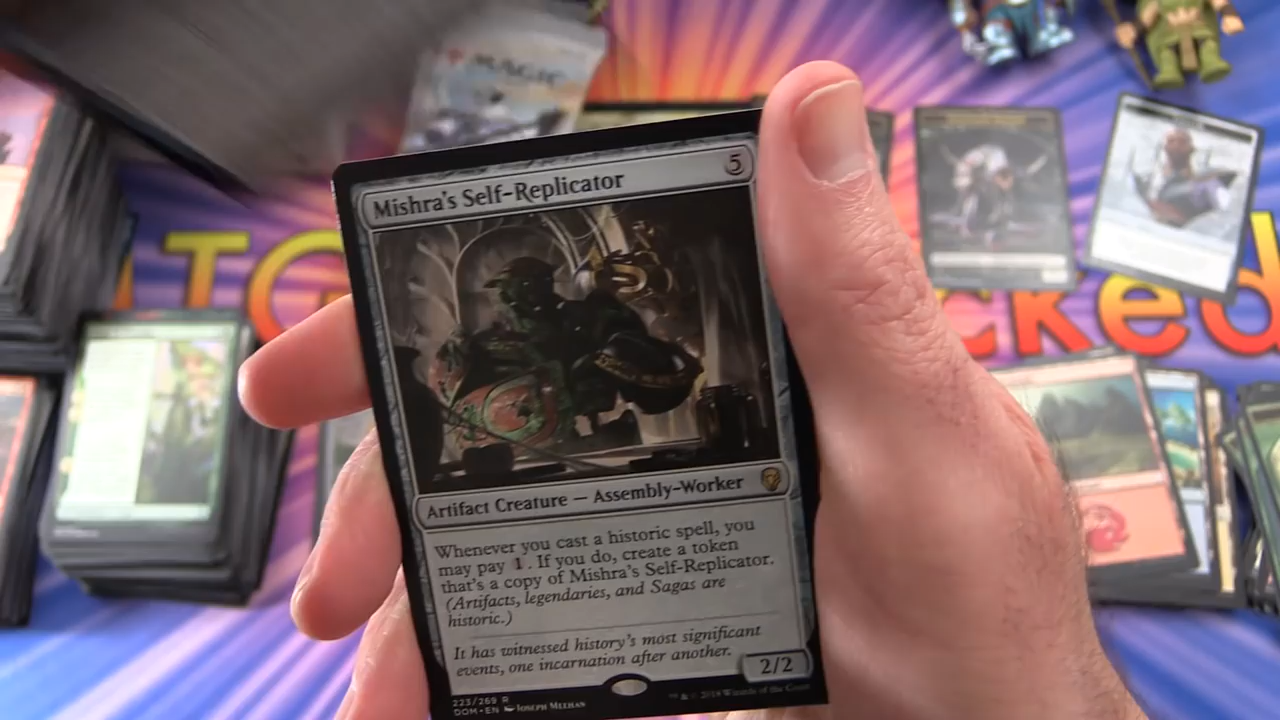 MAGIC
Mishra's Self-Replicator 5
Artifact Creature — Assembly-Worker
Whenever you cast a historic spell, you
may pay 1. If you do, create a token
that's a copy of Mishra's Self-Replicator.
(Artifacts, legendaries, and Sagas are
historic.)
It has witnessed history's most significant
events, one incarnation after another.
2/2
223/269 R
DOM • EN Joseph Meehan
™ & © 2018 Wizards of the Coast